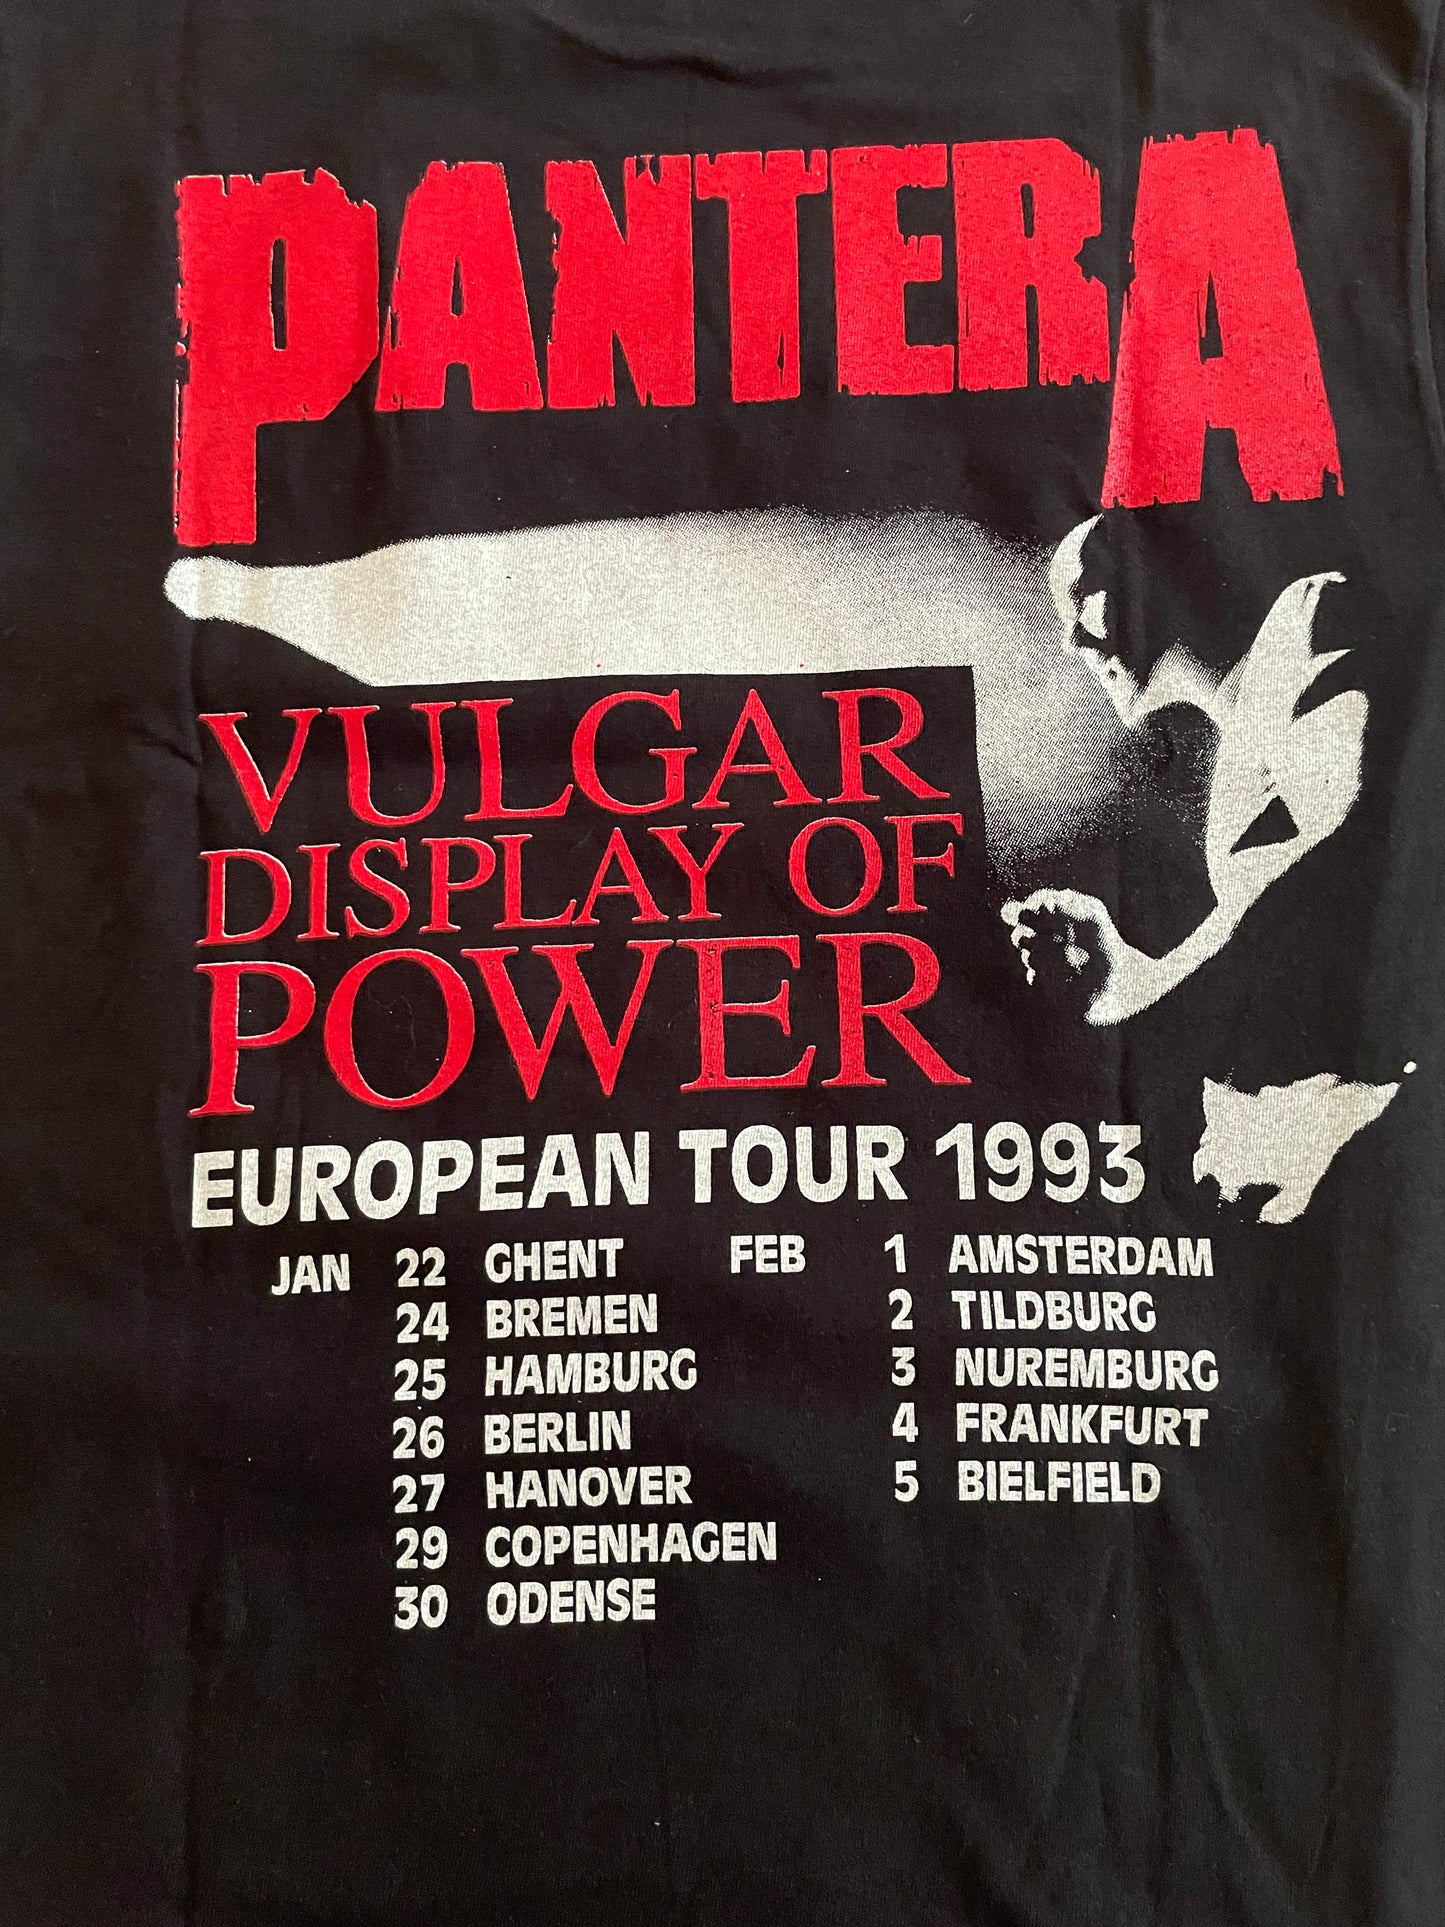 PANTERA
VULGAR
DISPLAY OF
POWER
EUROPEAN TOUR 1993
JAN 22 GHENT
24 BREMEN
25 HAMBURG
26 BERLIN
27 HANOVER
29 COPENHAGEN
30 ODENSE
FEB 1 AMSTERDAM
2 TILDBURG
3 NUREMBURG
4 FRANKFURT
5 BIELFIELD